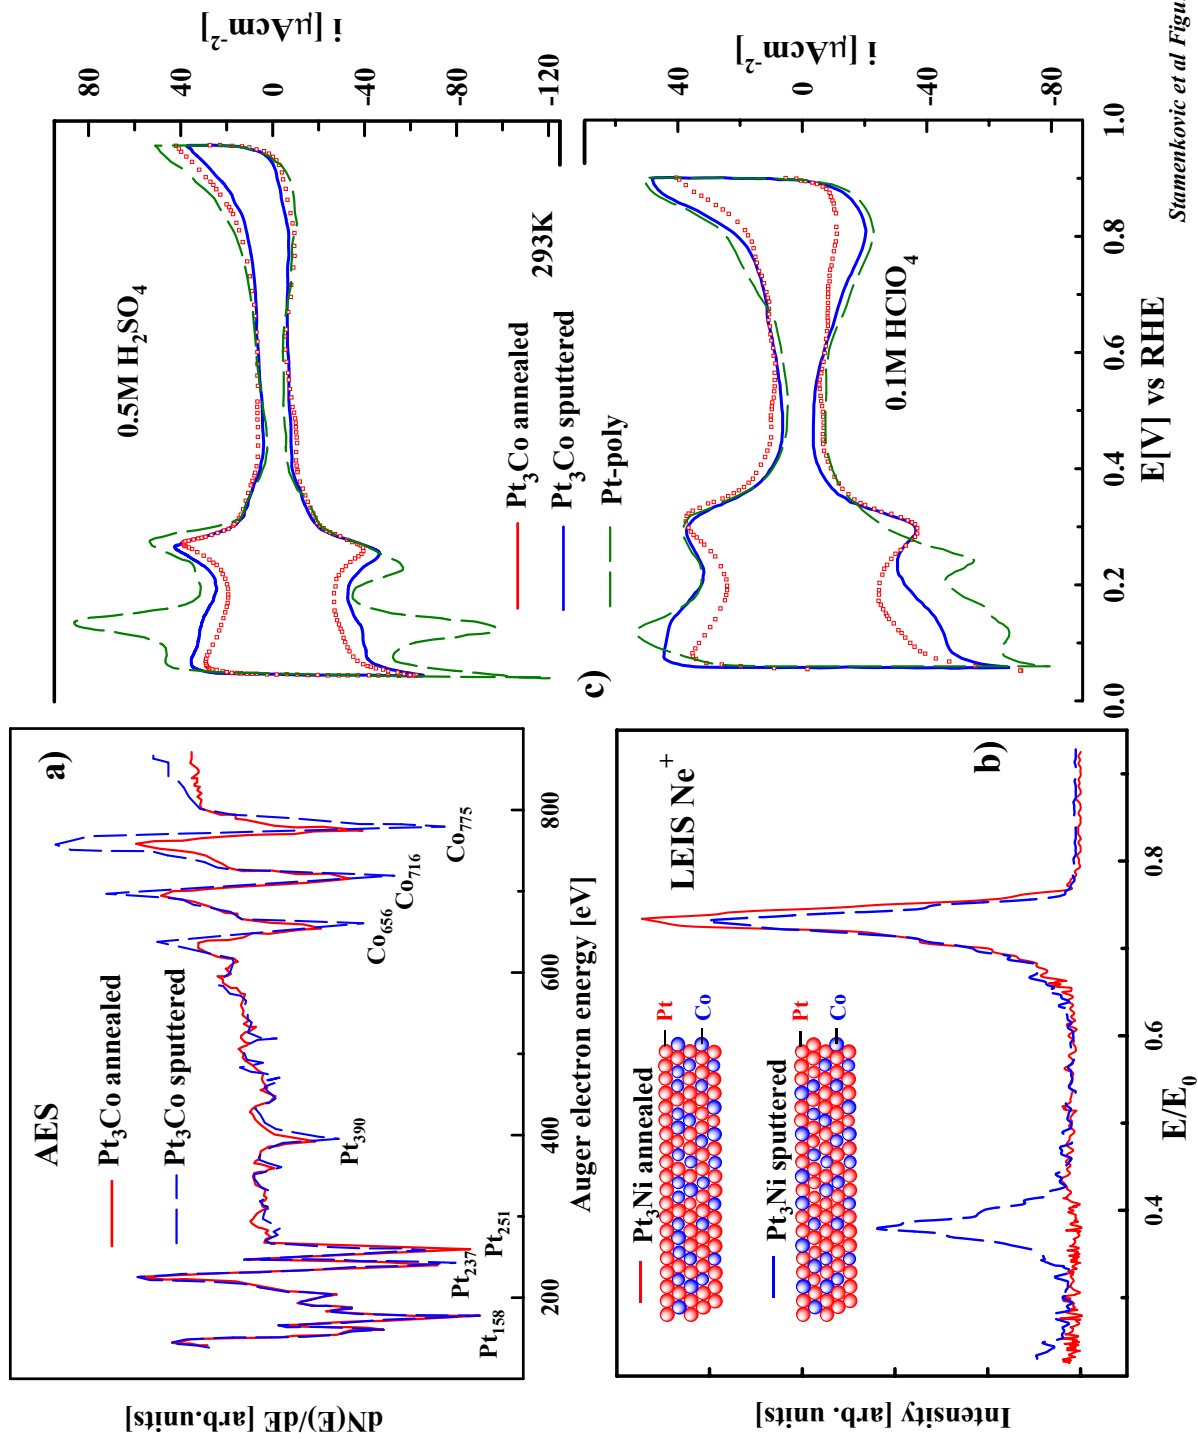 AES
a)
Pt3Co annealed
Pt3Co sputtered
Pt158
Pt237
Pt251
Pt390
Co656
Co716
Co775
200
400
600
800
Auger electron energy [eV]
dN(E)/dE [arb.units]
LEIS Ne+
b)
Pt3Ni annealed
Pt
Co
Pt3Ni sputtered
Pt
Co
0.4
0.6
0.8
E/E0
Intensity [arb. units]
c)
0.5M H2SO4
293K
80
40
0
-40
-80
-120
i [μAcm-2]
Pt3Co annealed
Pt3Co sputtered
Pt-poly
0.1M HClO4
40
0
-40
-80
i [μAcm-2]
0.0
0.2
0.4
0.6
0.8
1.0
E[V] vs RHE
Stamenkovic et al